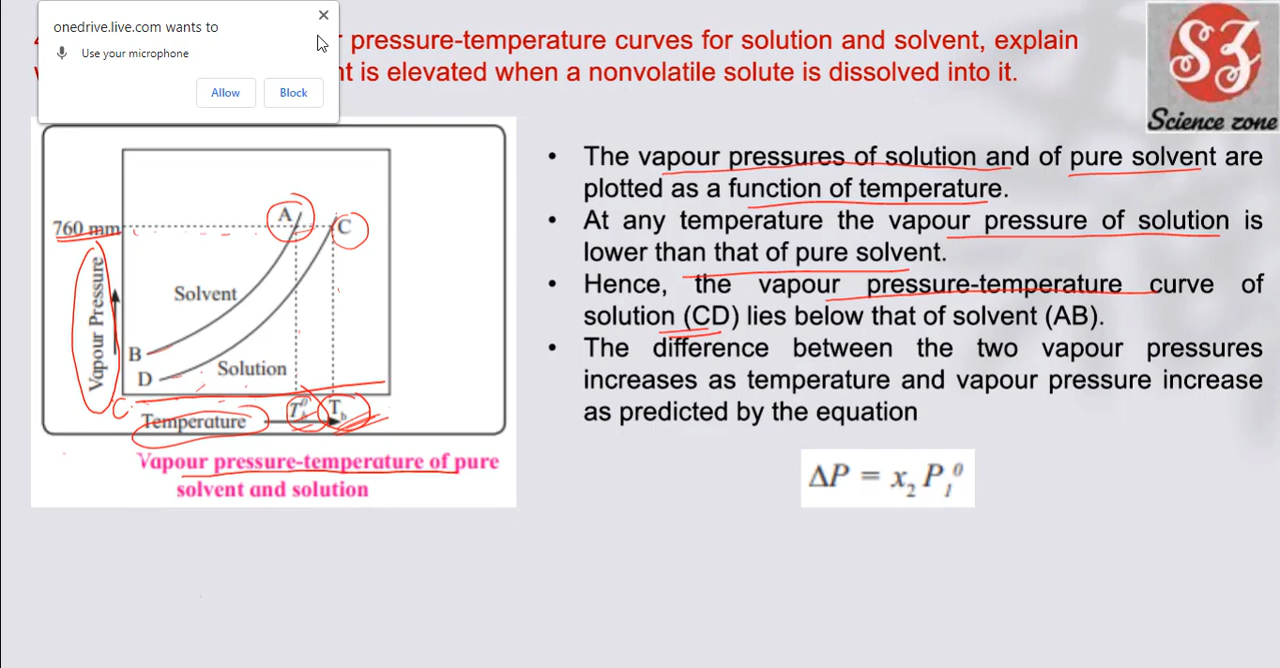 onedrive.live.com wants to
Use your microphone
Allow
Block
pressure-temperature curves for solution and solvent, explain
is elevated when a nonvolatile solute is dissolved into it.
SZ
Science zone
760 mm
Vapour Pressure
A
C
Solvent
B
D
Solution
Temperature
T⁰b
Tb
Vapour pressure-temperature of pure
solvent and solution
• The vapour pressures of solution and of pure solvent are
plotted as a function of temperature.
• At any temperature the vapour pressure of solution is
lower than that of pure solvent.
• Hence, the vapour pressure-temperature curve of
solution (CD) lies below that of solvent (AB).
• The difference between the two vapour pressures
increases as temperature and vapour pressure increase
as predicted by the equation
ΔP = x₂ P₁⁰